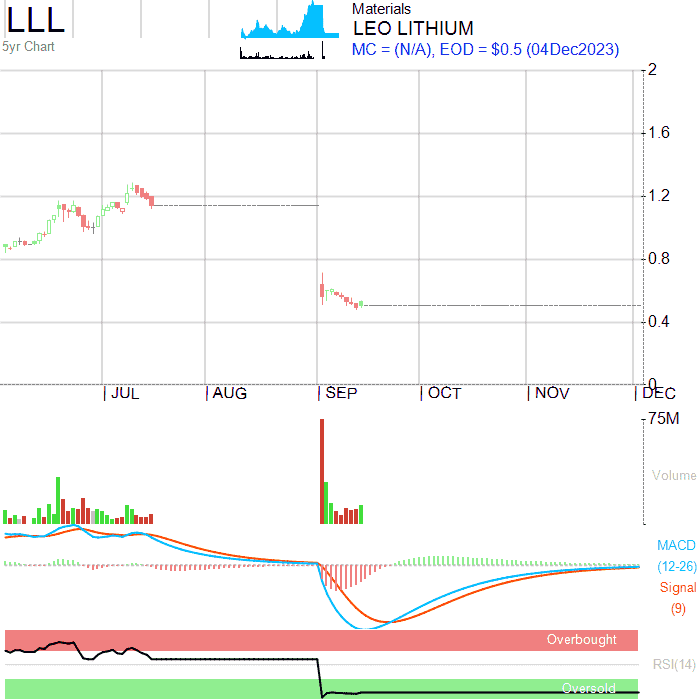 LLL
5yr Chart
Materials
LEO LITHIUM
MC = (N/A), EOD = $0.5 (04Dec2023)
2
1.6
1.2
0.8
0.4
0
JUL AUG SEP OCT NOV DEC
75M
Volume
MACD
(12-26)
Signal
(9)
Overbought
RSI(14)
Oversold